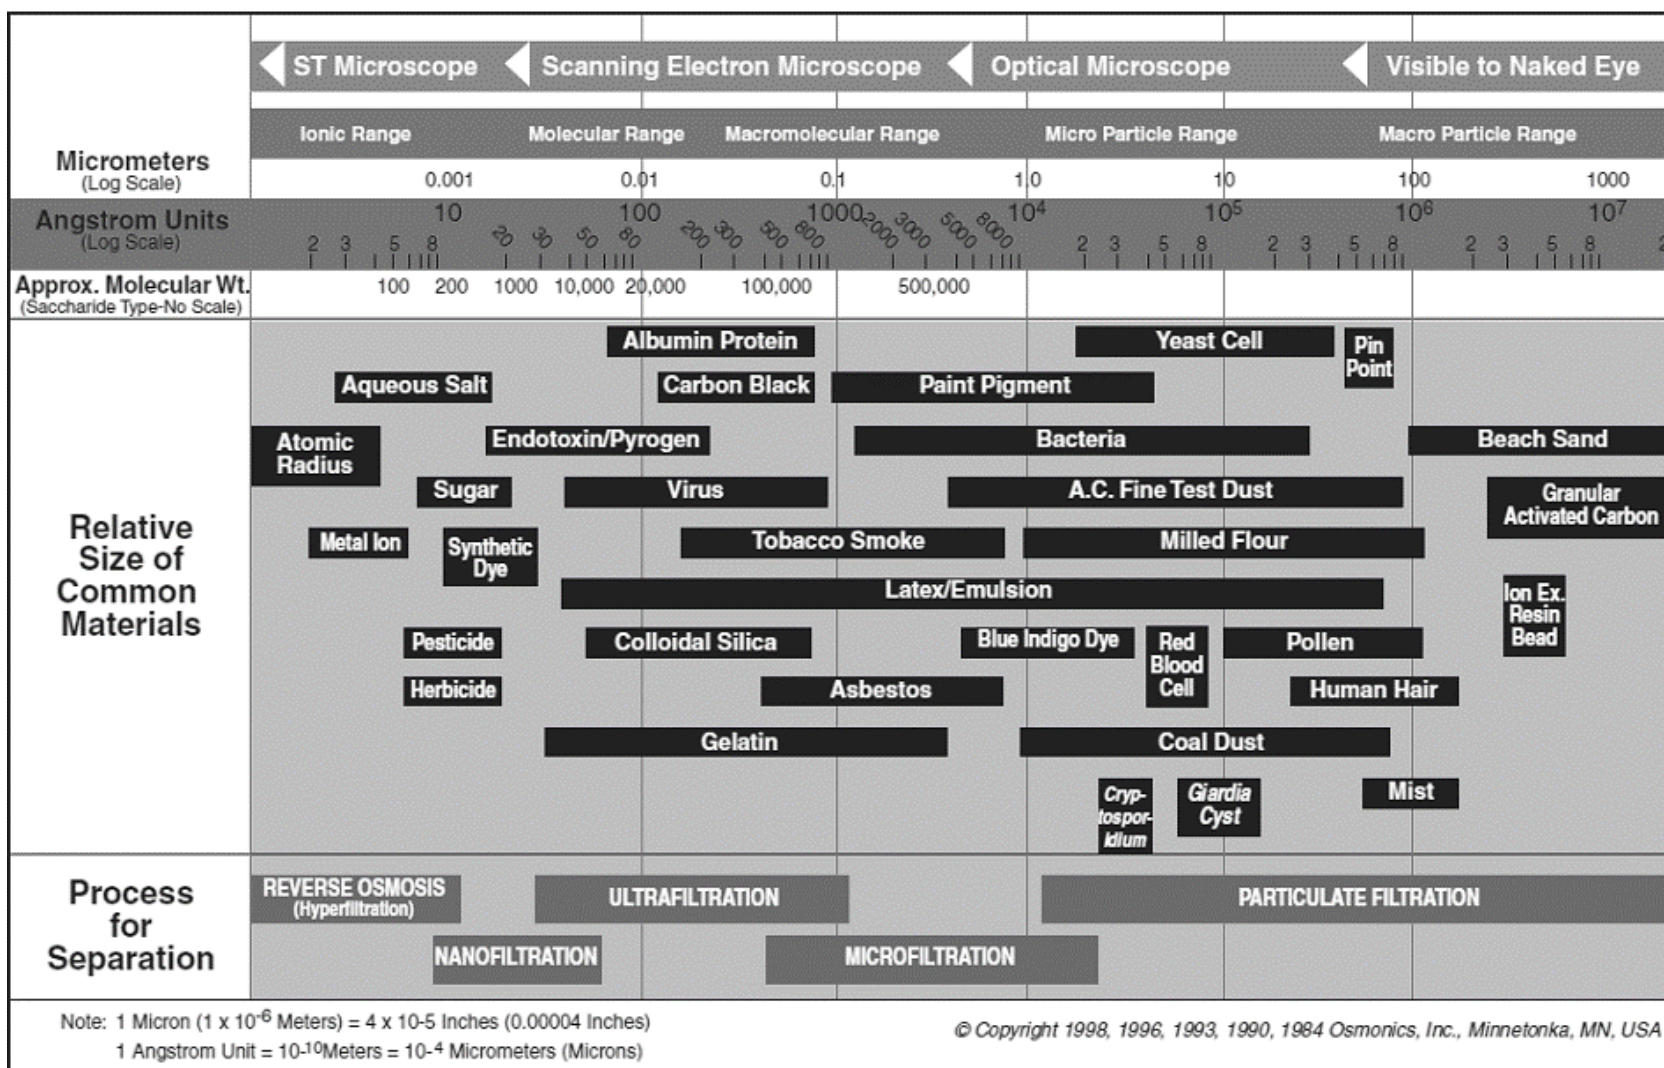 ST Microscope Scanning Electron Microscope Optical Microscope Visible to Naked Eye
Ionic Range Molecular Range Macromolecular Range Micro Particle Range Macro Particle Range
Micrometers
(Log Scale)
0.001 0.01 0.1 1.0 10 100 1000
Angstrom Units
(Log Scale)
10 100 1000 10⁴ 10⁵ 10⁶ 10⁷
2 3 5 8 20 30 50 80 200 300 500 800 2000 3000 5000 8000 2 3 5 8 2 3 5 8 2 3 5 8 2
Approx. Molecular Wt.
(Saccharide Type-No Scale)
100 200 1000 10,000 20,000 100,000 500,000
Relative
Size of
Common
Materials
Albumin Protein Yeast Cell Pin
Point
Aqueous Salt Carbon Black Paint Pigment
Atomic
Radius
Endotoxin/Pyrogen Bacteria Beach Sand
Sugar Virus A.C. Fine Test Dust Granular
Activated Carbon
Metal Ion Synthetic
Dye
Tobacco Smoke Milled Flour
Latex/Emulsion Ion Ex.
Resin
Bead
Pesticide Colloidal Silica Blue Indigo Dye Red
Blood
Cell
Pollen
Herbicide Asbestos Human Hair
Gelatin Coal Dust
Cryp-
tospor-
idium
Giardia
Cyst
Mist
Process
for
Separation
REVERSE OSMOSIS
(Hyperfiltration)
ULTRAFILTRATION PARTICULATE FILTRATION
NANOFILTRATION MICROFILTRATION
Note: 1 Micron (1 x 10⁻⁶ Meters) = 4 x 10-5 Inches (0.00004 Inches)
1 Angstrom Unit = 10⁻¹⁰Meters = 10⁻⁴ Micrometers (Microns)
© Copyright 1998, 1996, 1993, 1990, 1984 Osmonics, Inc., Minnetonka, MN, USA